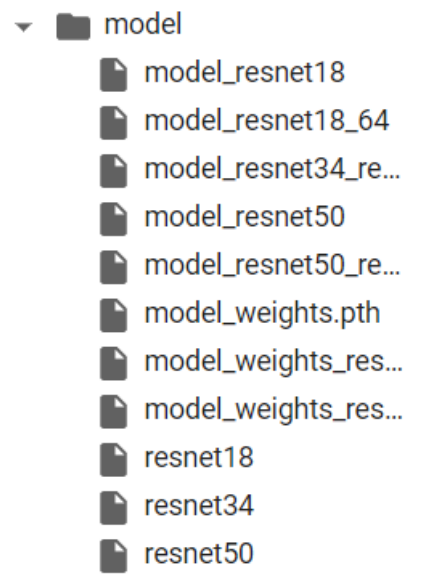 model
model_resnet18
model_resnet18_64
model_resnet34_re...
model_resnet50
model_resnet50_re...
model_weights.pth
model_weights_res...
model_weights_res...
resnet18
resnet34
resnet50